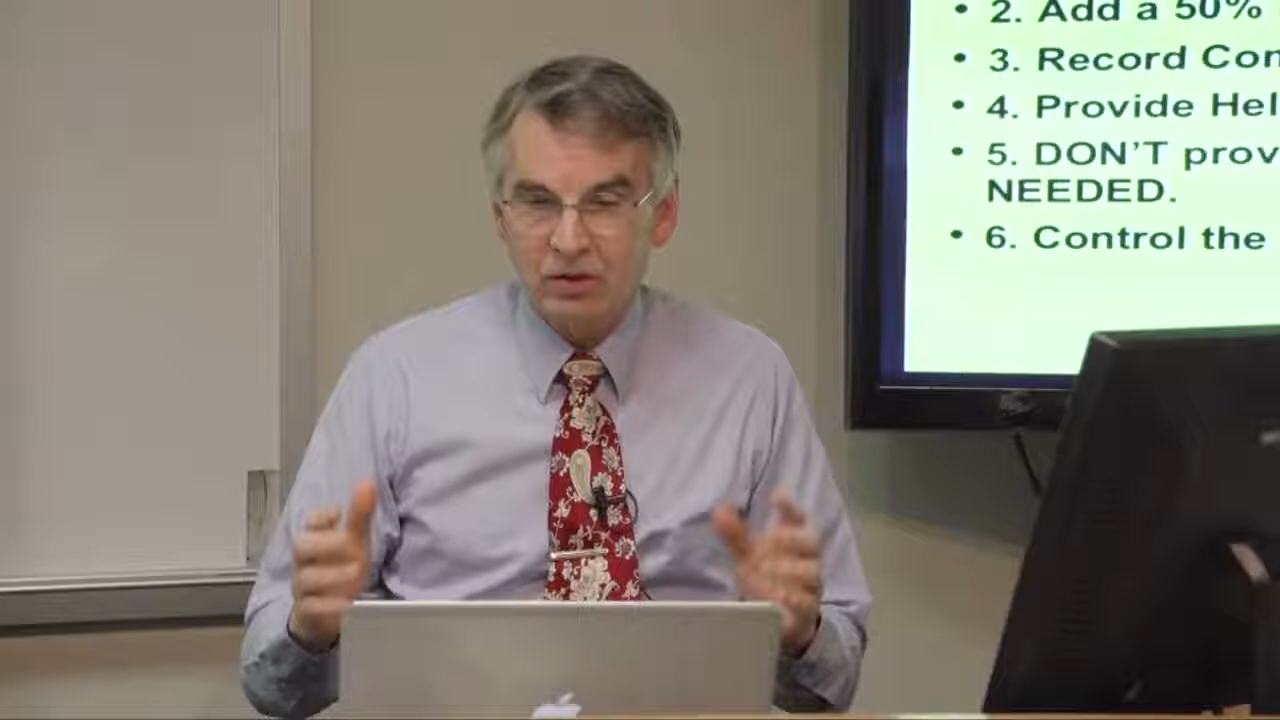 • 2. Add a 50%
• 3. Record Con
• 4. Provide Hel
• 5. DON'T prov
NEEDED.
• 6. Control the